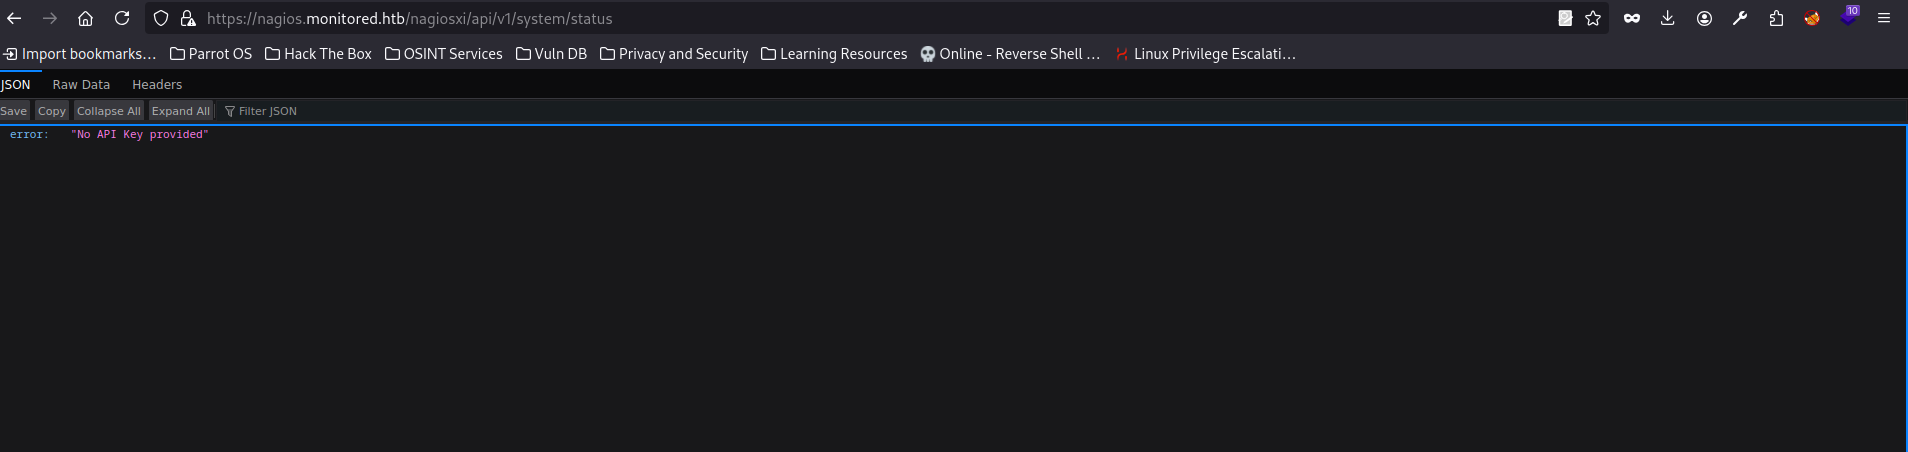 https://nagios.monitored.htb/nagiosxi/api/v1/system/status 10
Import bookmarks… Parrot OS Hack The Box OSINT Services Vuln DB Privacy and Security Learning Resources Online - Reverse Shell … Linux Privilege Escalati…
JSON Raw Data Headers
Save Copy Collapse All Expand All Filter JSON
error: "No API Key provided"